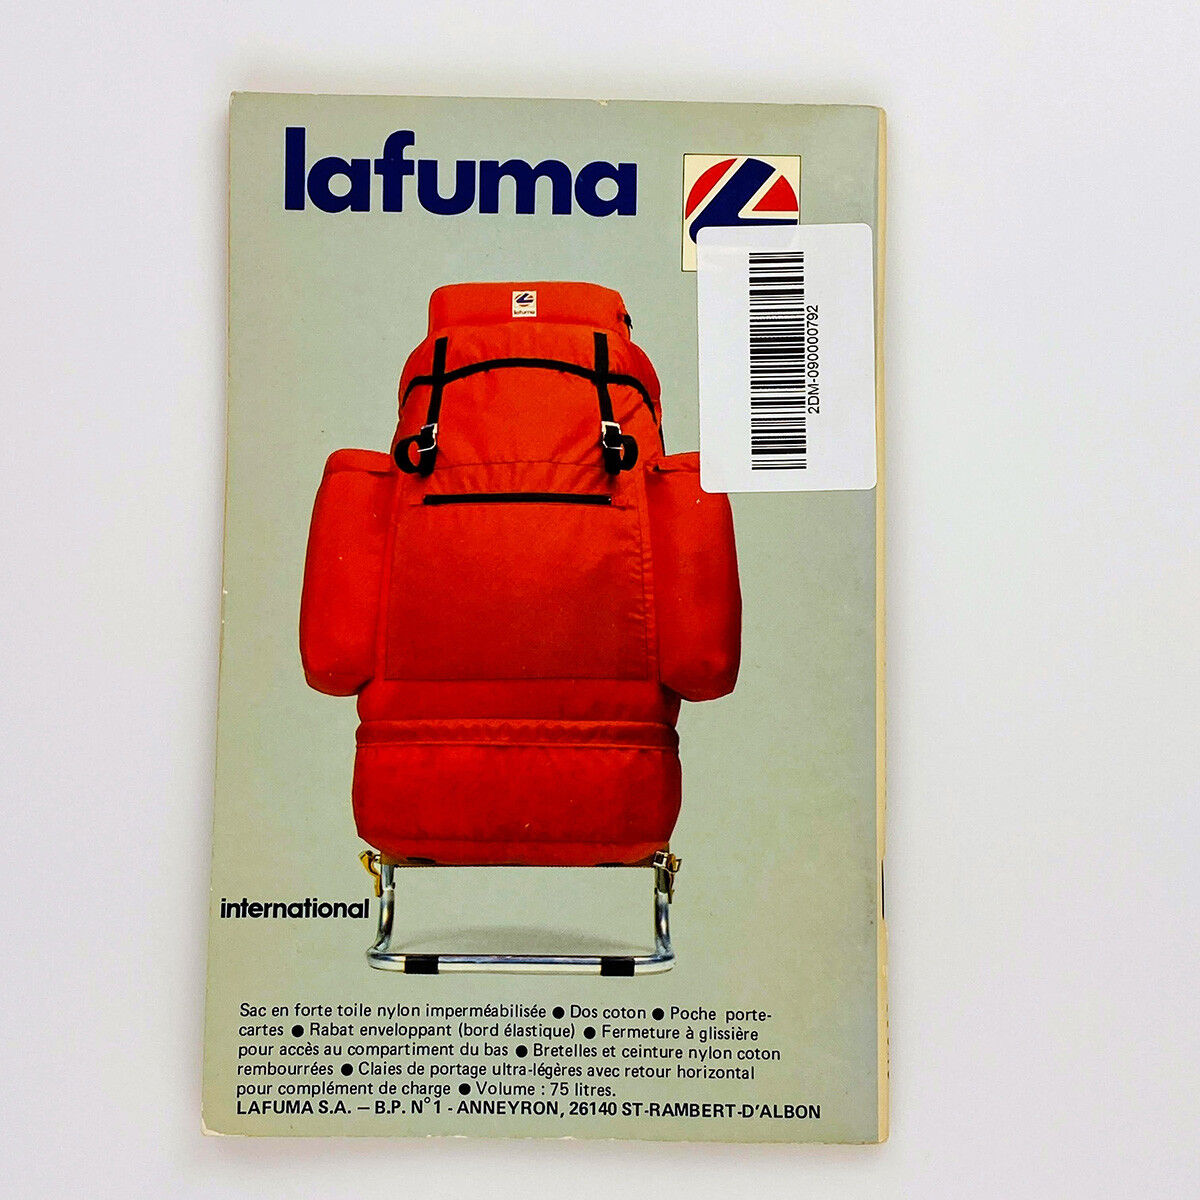 lafuma
lafuma
2DM-090000792
international
Sac en forte toile nylon imperméabilisée ● Dos coton ● Poche porte-
cartes ● Rabat enveloppant (bord élastique) ● Fermeture à glissière
pour accès au compartiment du bas ● Bretelles et ceinture nylon coton
rembourrées ● Claies de portage ultra-légères avec retour horizontal
pour complément de charge ● Volume : 75 litres.
LAFUMA S.A. — B.P. N° 1 - ANNEYRON, 26140 ST-RAMBERT-D'ALBON